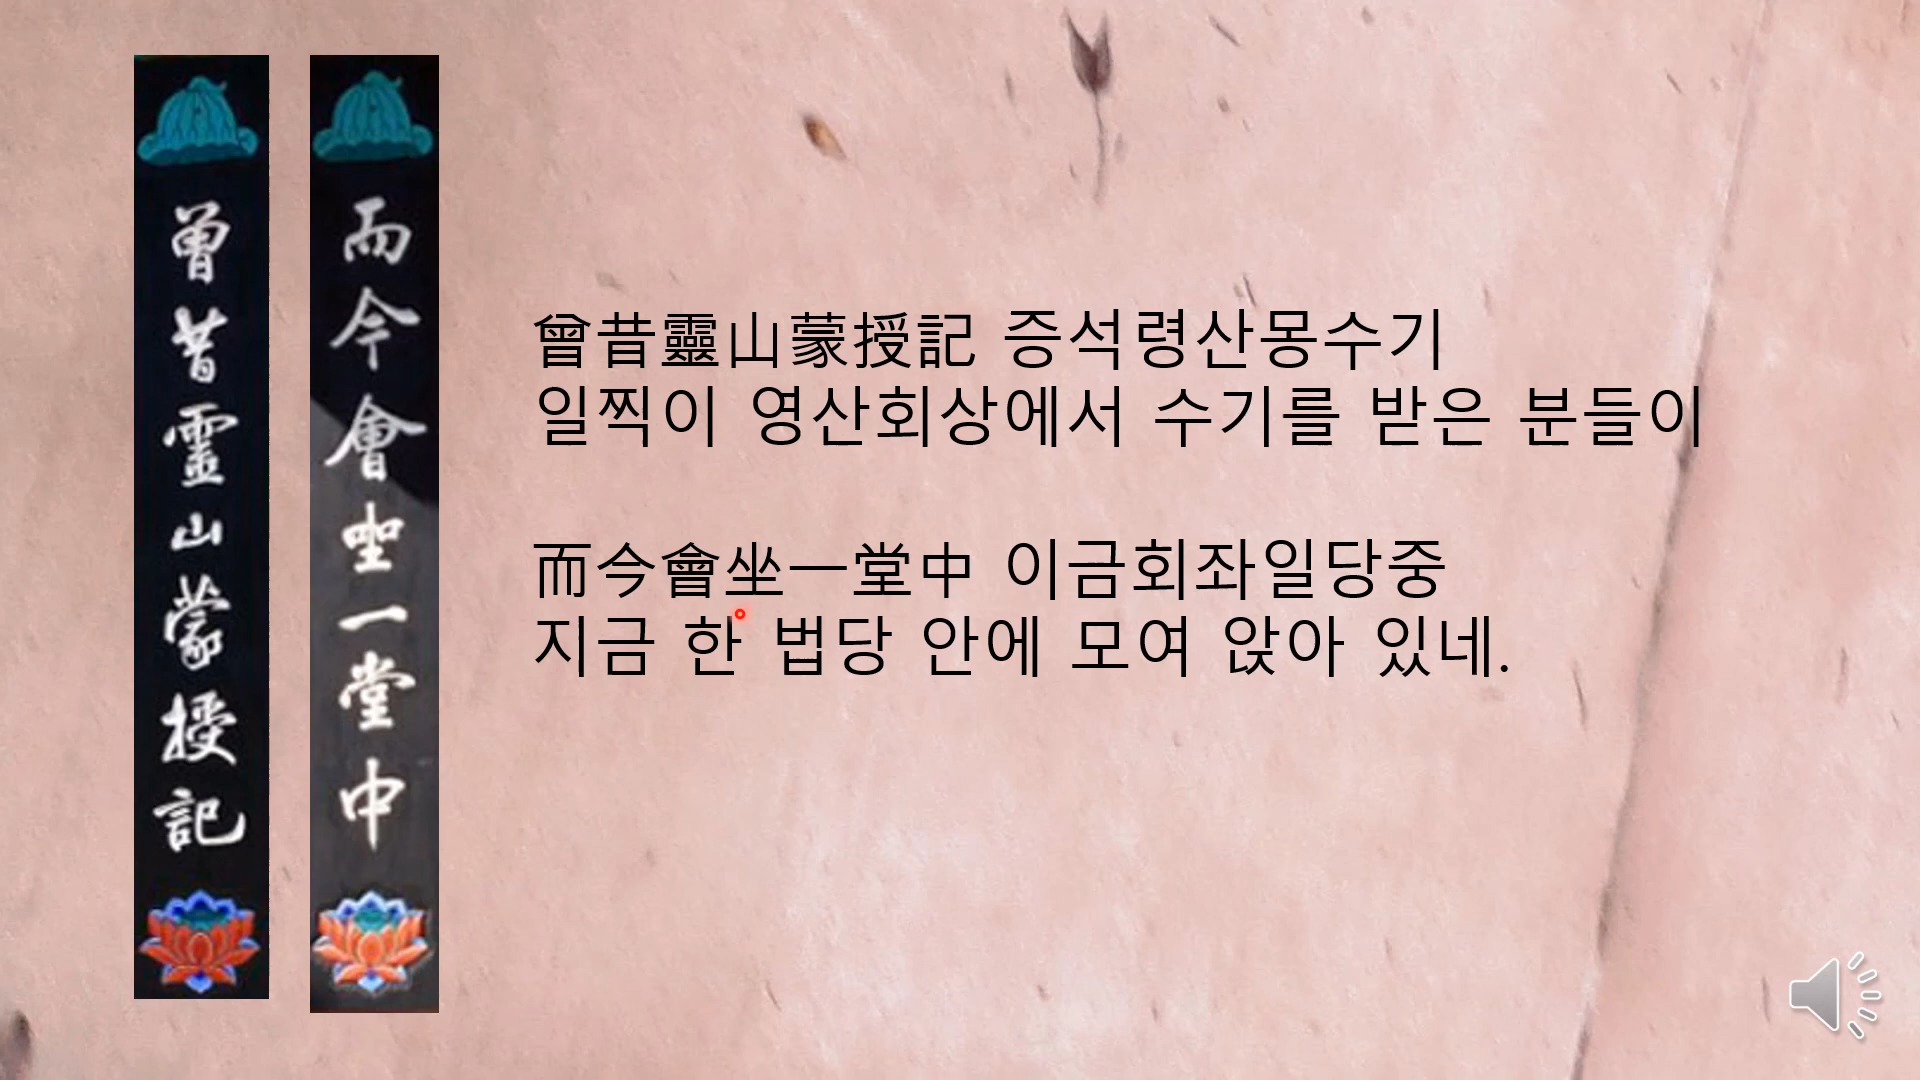 曾昔靈山蒙授記
而今會坐一堂中
曾昔靈山蒙授記 증석령산몽수기
일찍이 영산회상에서 수기를 받은 분들이
而今會坐一堂中 이금회좌일당중
지금 한 법당 안에 모여 앉아 있네.